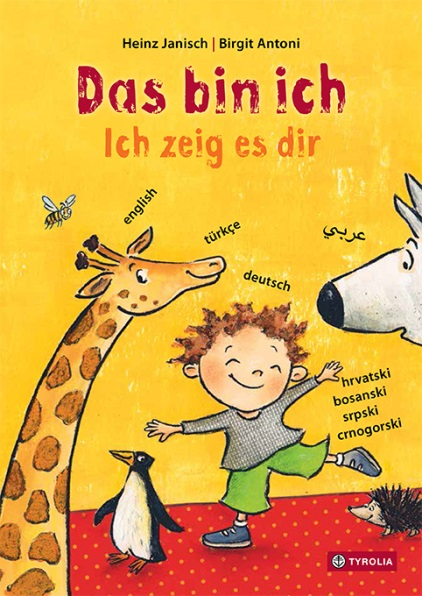 Heinz Janisch | Birgit Antoni
Das bin ich
Ich zeig es dir
english
türkçe
عربي
deutsch
hrvatski
bosanski
srpski
crnogorski
TYROLIA